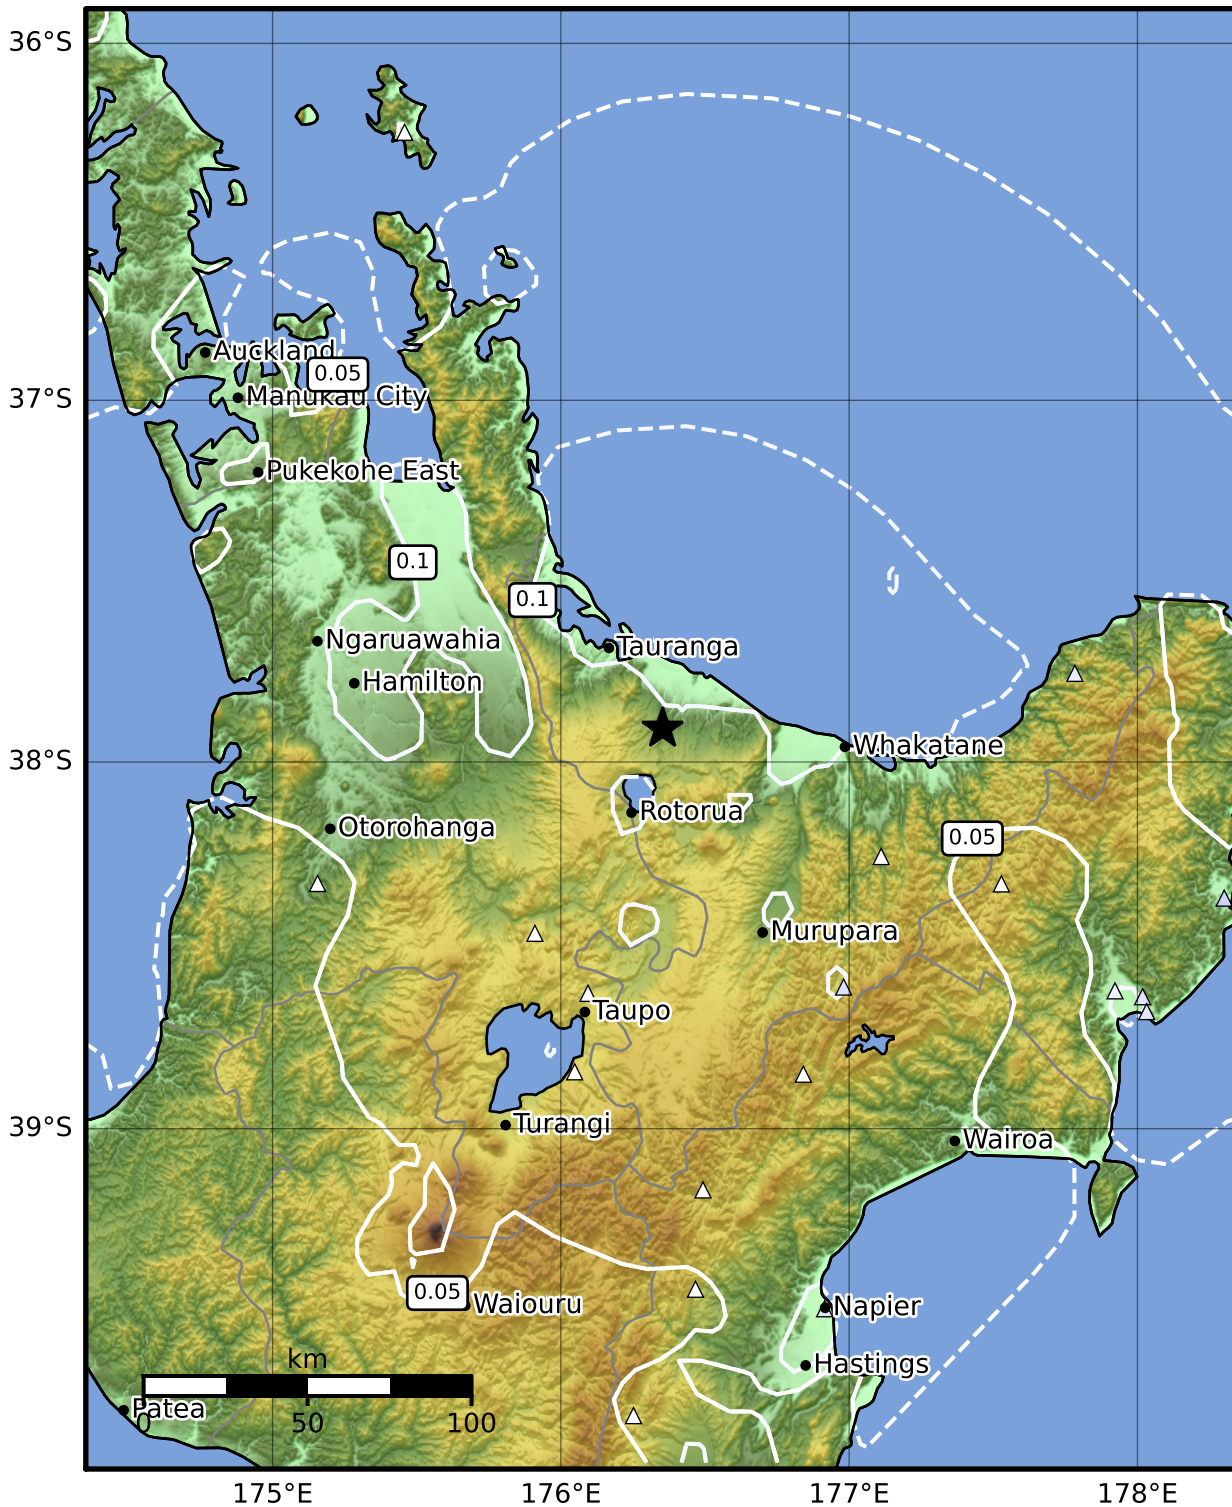 36°S
Auckland
0.05
37°S
Manukau City
Pukekohe East
0.1
0.1
Ngaruawahia
Tauranga
Hamilton
Whakatane
38°S
Rotorua
Otorohanga
0.05
Murupara
Taupo
Turangi
39°S
Wairoa
0.05
Waiouru
Napier
km
Hastings
Patea
0
50
100
175°E
176°E
177°E
178°E